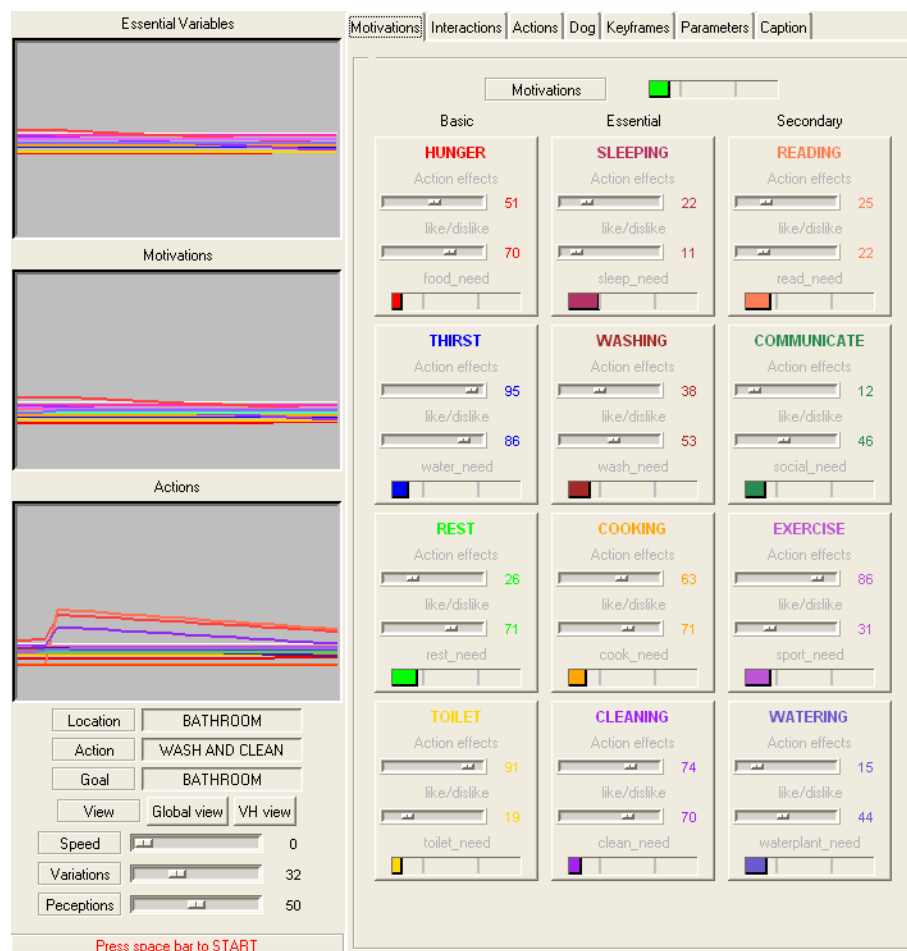 Essential Variables
Motivations
Actions
Location BATHROOM
Action WASH AND CLEAN
Goal BATHROOM
View Global view VH view
Speed 0
Variations 32
Peceptions 50
Press space bar to START
Motivations Interactions Actions Dog Keyframes Parameters Caption
Motivations
Basic Essential Secondary
HUNGER SLEEPING READING
Action effects Action effects Action effects
51 22 25
like/dislike like/dislike like/dislike
70 11 22
food_need sleep_need read_need
THIRST WASHING COMMUNICATE
Action effects Action effects Action effects
95 38 12
like/dislike like/dislike like/dislike
86 53 46
water_need wash_need social_need
REST COOKING EXERCISE
Action effects Action effects Action effects
26 63 86
like/dislike like/dislike like/dislike
71 71 31
rest_need cook_need sport_need
TOILET CLEANING WATERING
Action effects Action effects Action effects
91 74 15
like/dislike like/dislike like/dislike
19 70 44
toilet_need clean_need waterplant_need